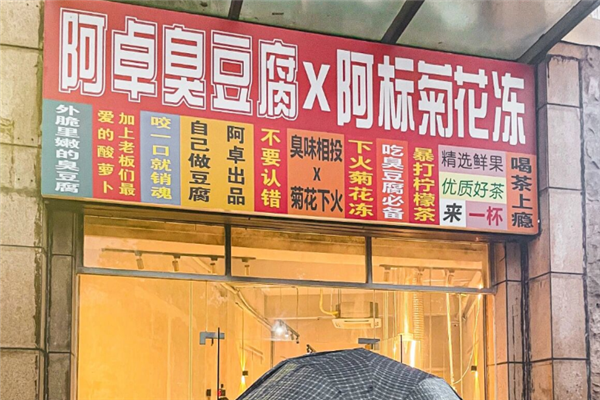 阿卓臭豆腐X阿标菊花冻
外脆里嫩的臭豆腐
加上老板们最
爱的酸萝卜
咬一口就销魂
阿卓出品
自己做豆腐
不要认错
臭味相投
X
菊花下火
下火菊花冻
吃臭豆腐必备
暴打柠檬茶
精选鲜果
优质好茶
来一杯
喝茶上瘾